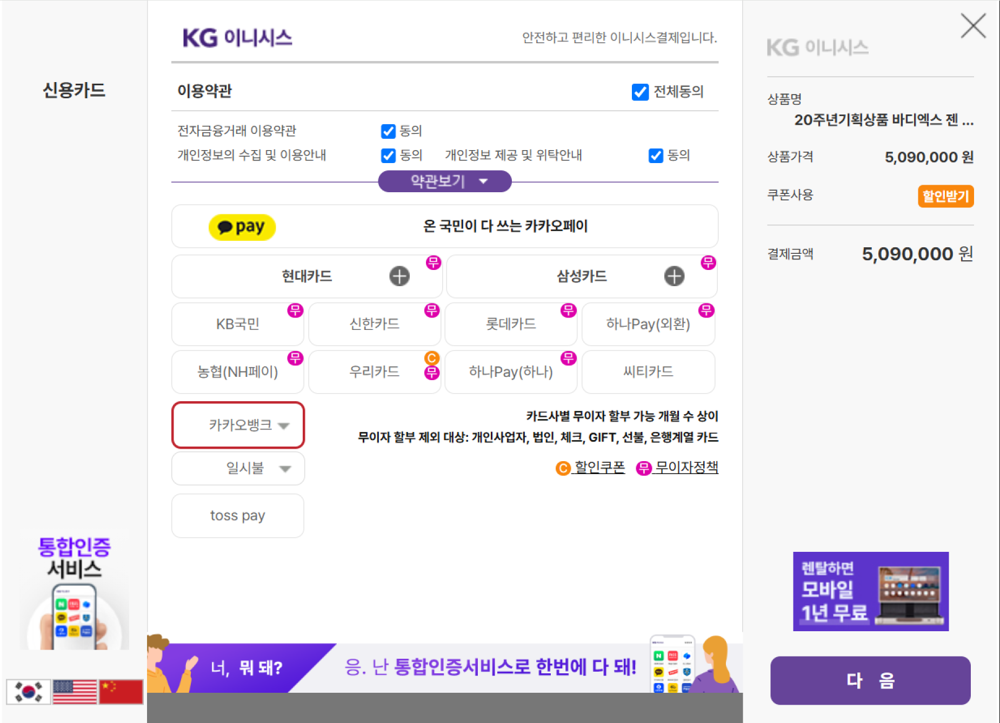 신용카드
통합인증
서비스
KG 이니시스
안전하고 편리한 이니시스결제입니다.
이용약관
전체동의
전자금융거래 이용약관
동의
개인정보의 수집 및 이용안내
동의
개인정보 제공 및 위탁안내
동의
약관보기
pay
온 국민이 다 쓰는 카카오페이
현대카드
무
삼성카드
무
KB국민
무
신한카드
무
롯데카드
무
하나Pay(외환)
무
농협(NH페이)
무
우리카드
C
무
하나Pay(하나)
무
씨티카드
카카오뱅크
카드사별 무이자 할부 가능 개월 수 상이
무이자 할부 제외 대상: 개인사업자, 법인, 체크, GIFT, 선불, 은행계열 카드
일시불
C 할인쿠폰 무 무이자정책
toss pay
너, 뭐 돼?
응. 난 통합인증서비스로 한번에 다 돼!
KG 이니시스
상품명
20주년기획상품 바디엑스 젠 ...
상품가격
5,090,000 원
쿠폰사용
할인받기
결제금액
5,090,000 원
렌탈하면
모바일
1년 무료
다 음